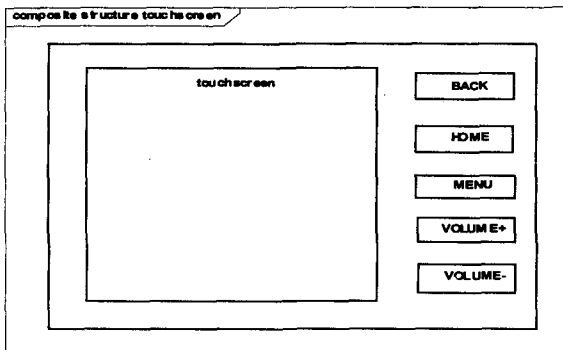 composite structure touchscreen
touchscreen
BACK
HOME
MENU
VOLUME+
VOLUME-